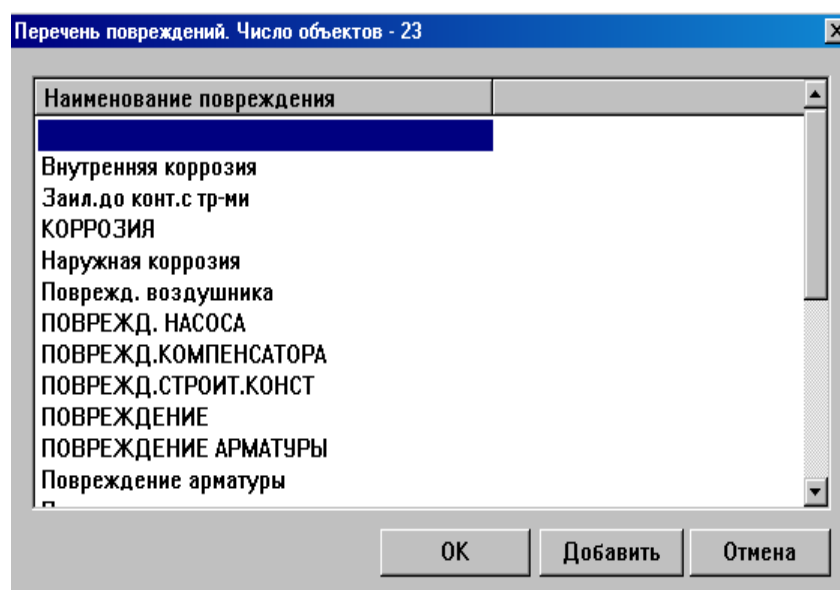 Перечень повреждений. Число объектов - 23
Наименование повреждения
Внутренняя коррозия
Заил.до конт.с тр-ми
КОРРОЗИЯ
Наружная коррозия
Поврежд. воздушника
ПОВРЕЖД. НАСОСА
ПОВРЕЖД.КОМПЕНСАТОРА
ПОВРЕЖД.СТРОИТ.КОНСТ
ПОВРЕЖДЕНИЕ
ПОВРЕЖДЕНИЕ АРМАТУРЫ
Повреждение арматуры
OK Добавить Отмена